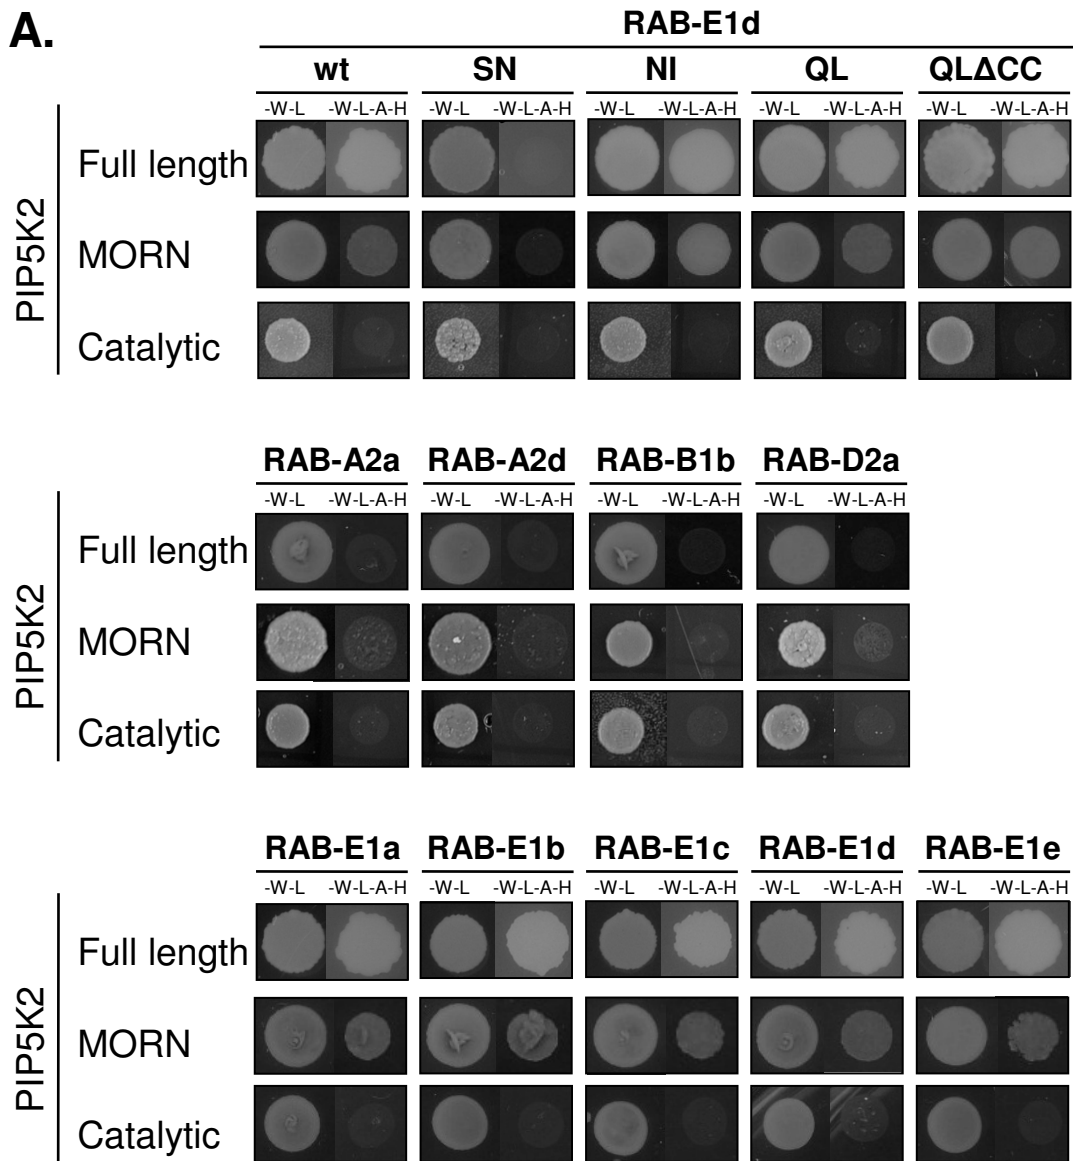 A.
RAB-E1d
wt SN NI QL QLΔCC
-W-L -W-L-A-H -W-L -W-L-A-H -W-L -W-L-A-H -W-L -W-L-A-H -W-L -W-L-A-H
PIP5K2
Full length
MORN
Catalytic
RAB-A2a RAB-A2d RAB-B1b RAB-D2a
-W-L -W-L-A-H -W-L -W-L-A-H -W-L -W-L-A-H -W-L -W-L-A-H
PIP5K2
Full length
MORN
Catalytic
RAB-E1a RAB-E1b RAB-E1c RAB-E1d RAB-E1e
-W-L -W-L-A-H -W-L -W-L-A-H -W-L -W-L-A-H -W-L -W-L-A-H -W-L -W-L-A-H
PIP5K2
Full length
MORN
Catalytic